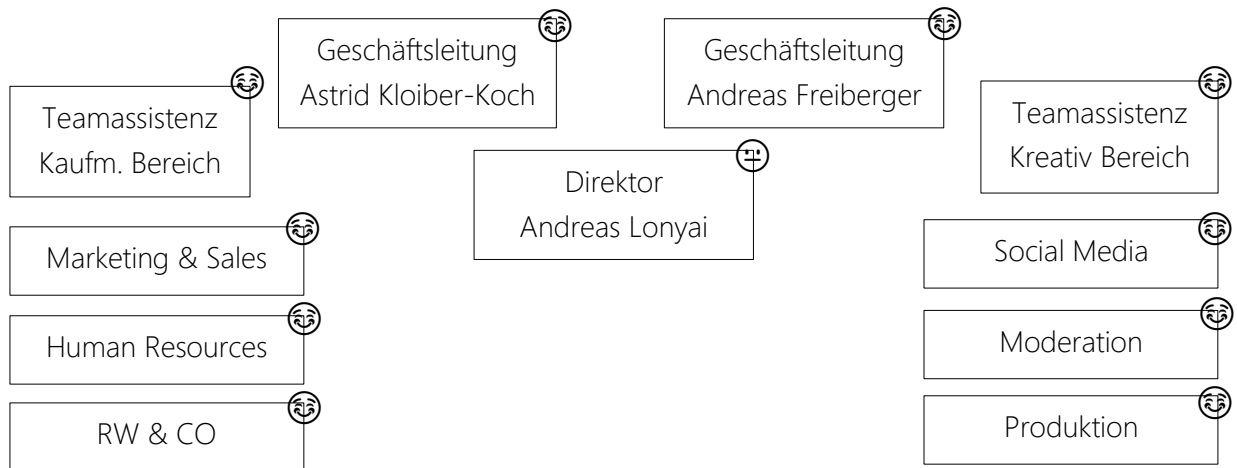 Geschäftsleitung
Astrid Kloiber-Koch
Geschäftsleitung
Andreas Freiberger
Teamassistenz
Kaufm. Bereich
Teamassistenz
Kreativ Bereich
Direktor
Andreas Lonyai
Marketing & Sales
Social Media
Human Resources
Moderation
RW & CO
Produktion